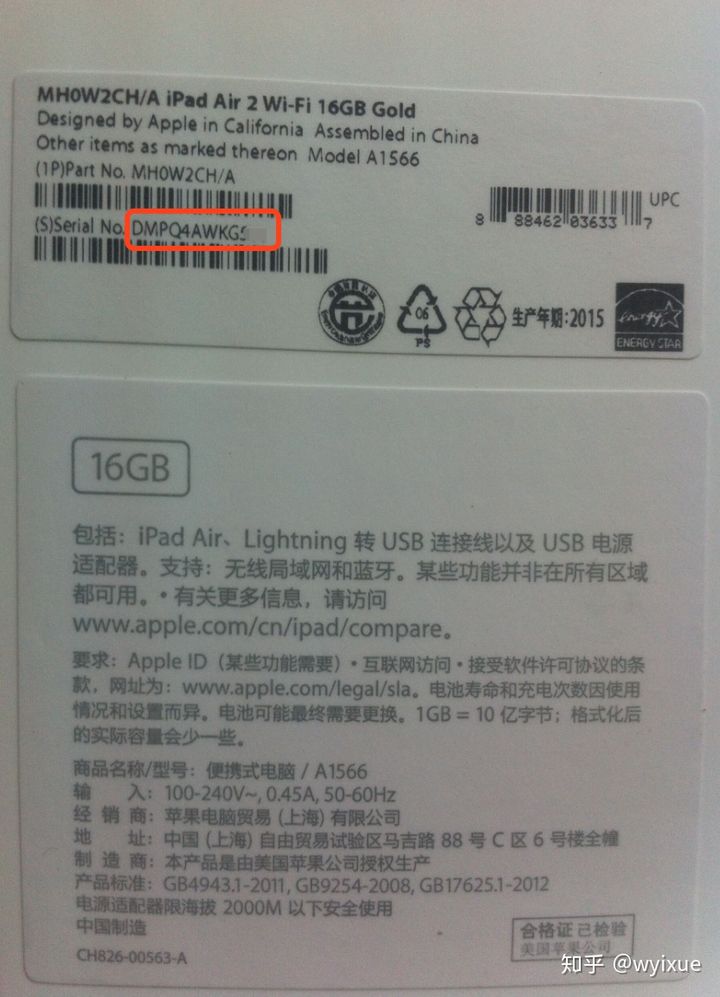 MH0W2CH/A iPad Air 2 Wi-Fi 16GB Gold
Designed by Apple in California Assembled in China
Other items as marked thereon Model A1566
(1P)Part No. MH0W2CH/A
UPC
8 88462 03633 7
(S)Serial No. DMPQ4AWKG
06
PS
生产年期:2015
energy
ENERGY STAR
16GB
包括：iPad Air、Lightning 转 USB 连接线以及 USB 电源
适配器。支持：无线局域网和蓝牙。某些功能并非在所有区域
都可用。• 有关更多信息，请访问
www.apple.com/cn/ipad/compare。
要求：Apple ID（某些功能需要）• 互联网访问 • 接受软件许可协议的条
款，网址为：www.apple.com/legal/sla。电池寿命和充电次数因使用
情况和设置而异。电池可能最终需要更换。1GB = 10 亿字节；格式化后
的实际容量会少一些。
商品名称/型号：便携式电脑 / A1566
输 入：100-240V~, 0.45A, 50-60Hz
经 销 商：苹果电脑贸易 (上海) 有限公司
地 址：中国 (上海) 自由贸易试验区马吉路 88 号 C 区 6 号楼全幢
制 造 商：本产品是由美国苹果公司授权生产
产品标准：GB4943.1-2011, GB9254-2008, GB17625.1-2012
电源适配器限海拔 2000M 以下安全使用
中国制造
CH826-00563-A
合格证 已检验
美国苹果公司
知乎 @wyixue